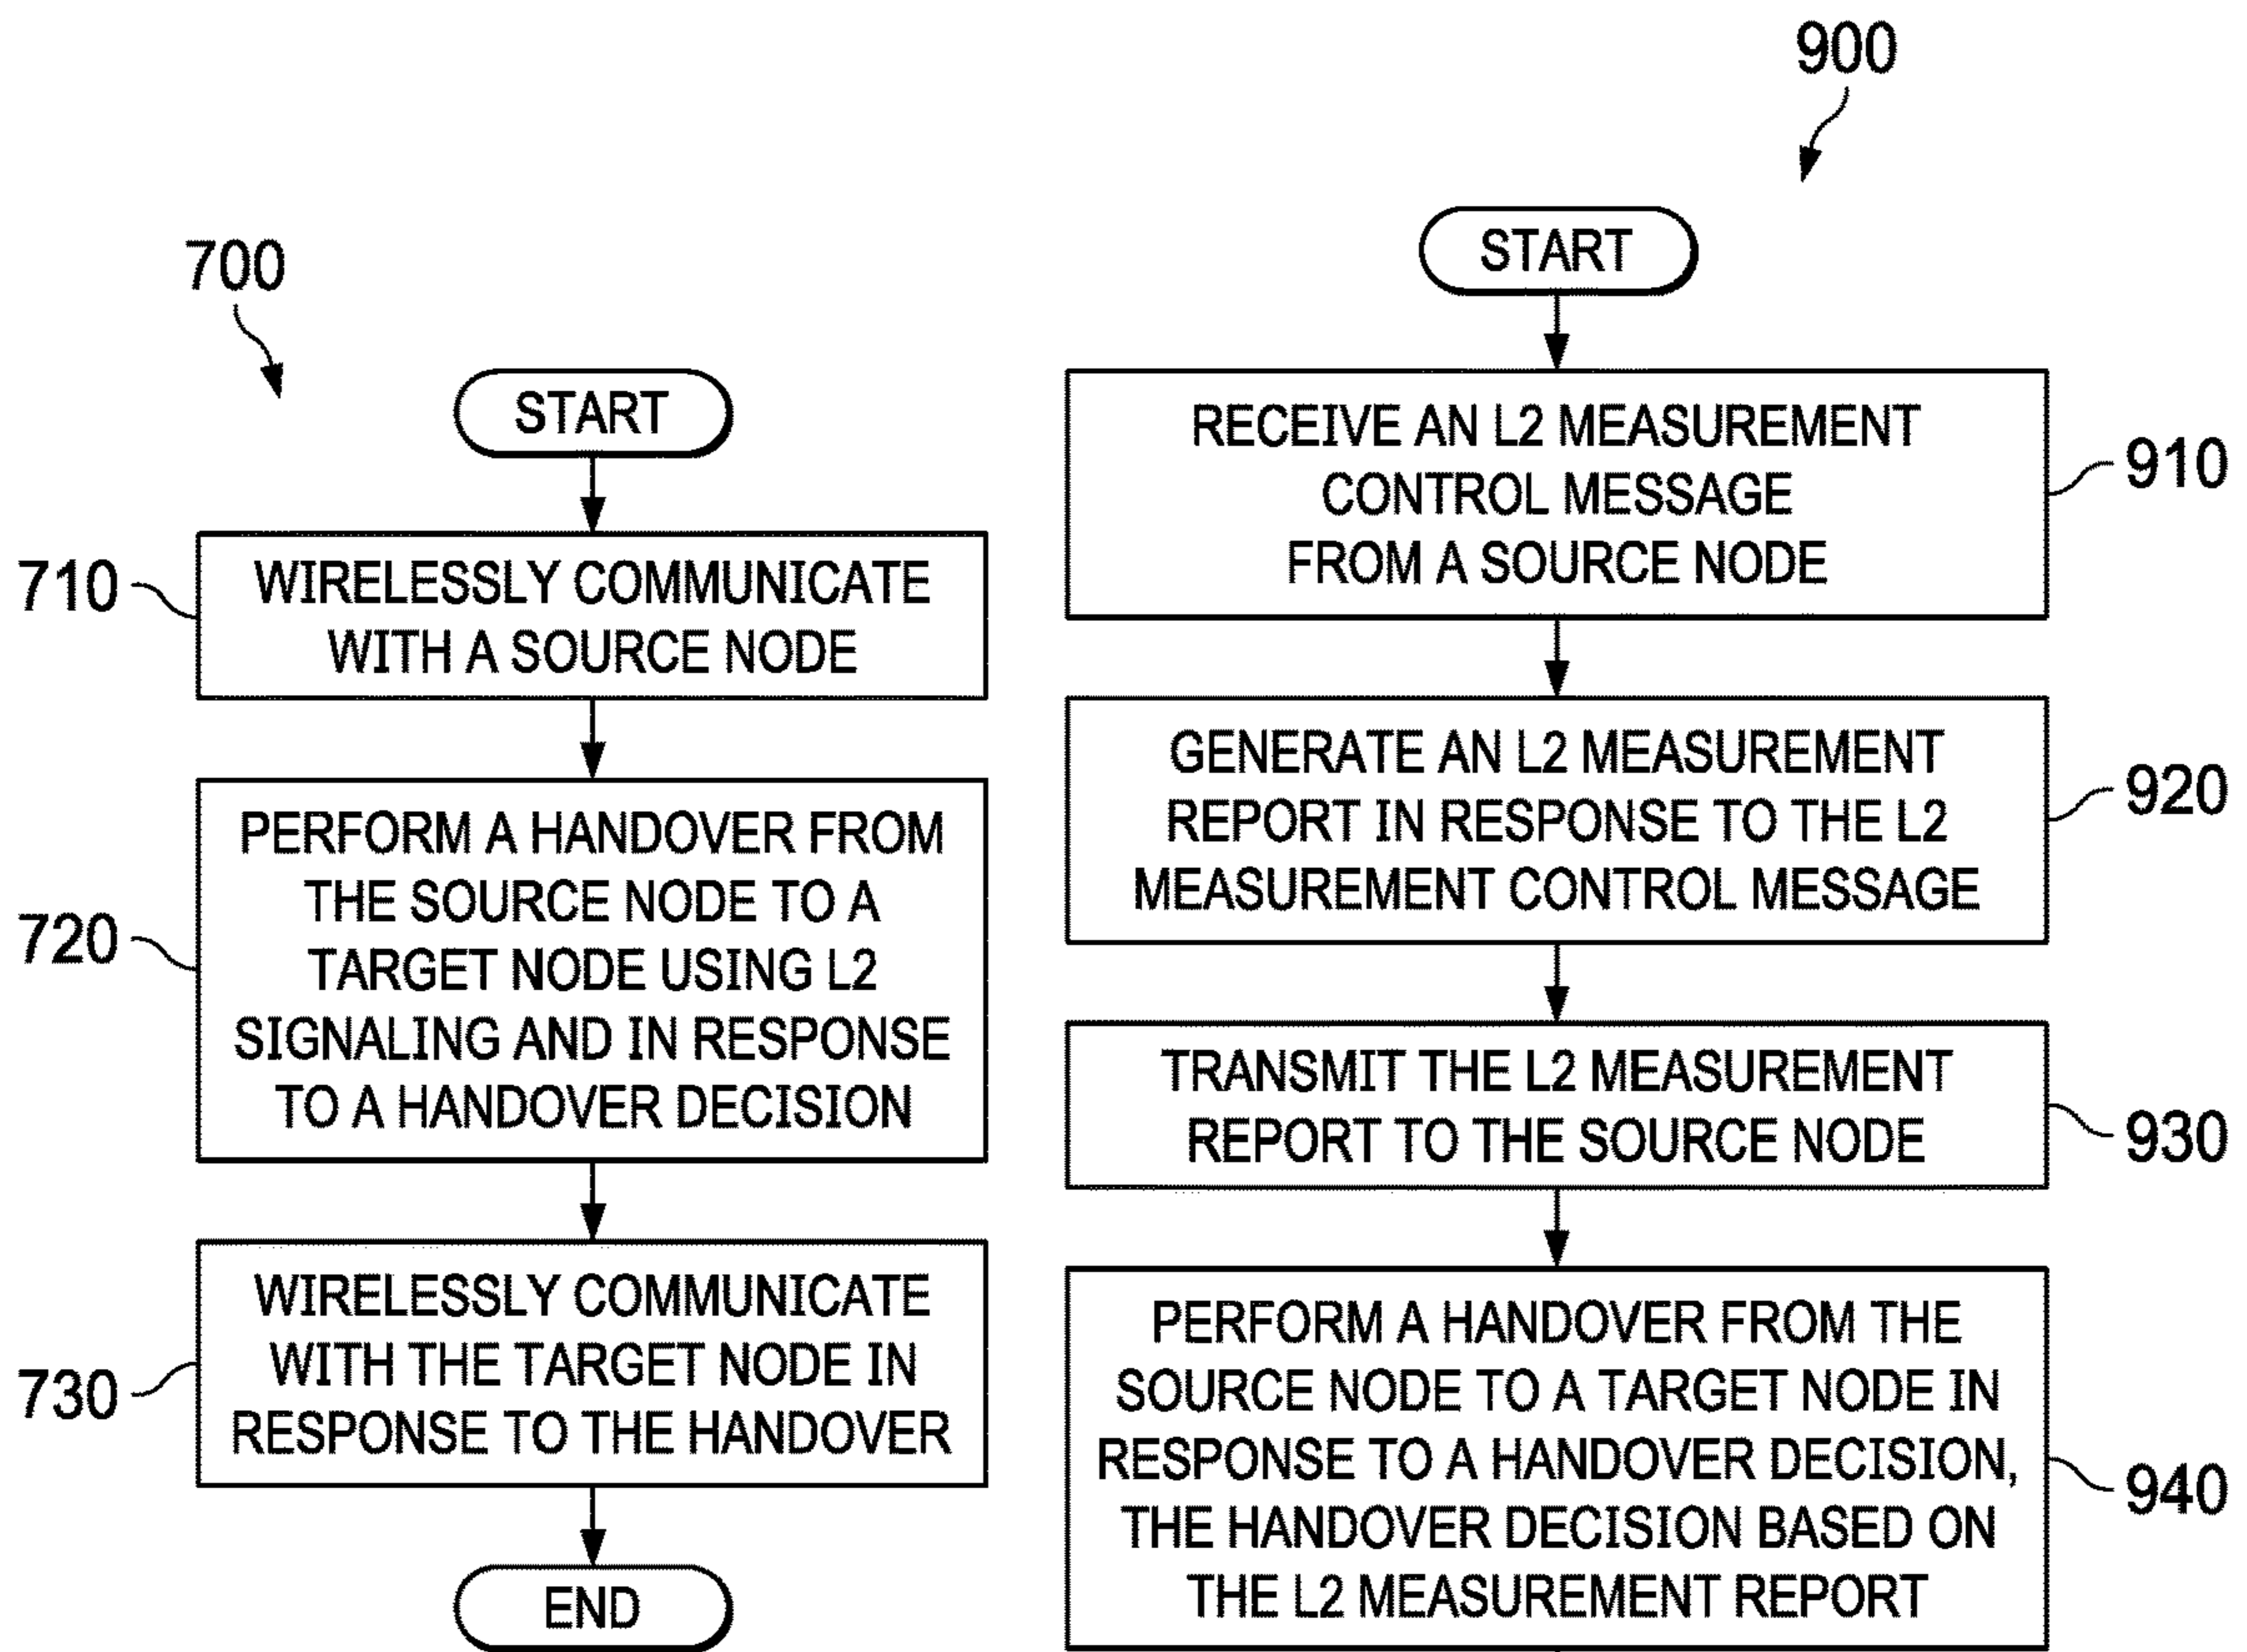 700
START
710
WIRELESSLY COMMUNICATE
WITH A SOURCE NODE
720
PERFORM A HANDOVER FROM
THE SOURCE NODE TO A
TARGET NODE USING L2
SIGNALING AND IN RESPONSE
TO A HANDOVER DECISION
730
WIRELESSLY COMMUNICATE
WITH THE TARGET NODE IN
RESPONSE TO THE HANDOVER
END
900
START
RECEIVE AN L2 MEASUREMENT
CONTROL MESSAGE
FROM A SOURCE NODE
910
GENERATE AN L2 MEASUREMENT
REPORT IN RESPONSE TO THE L2
MEASUREMENT CONTROL MESSAGE
920
TRANSMIT THE L2 MEASUREMENT
REPORT TO THE SOURCE NODE
930
PERFORM A HANDOVER FROM THE
SOURCE NODE TO A TARGET NODE IN
RESPONSE TO A HANDOVER DECISION,
THE HANDOVER DECISION BASED ON
THE L2 MEASUREMENT REPORT
940